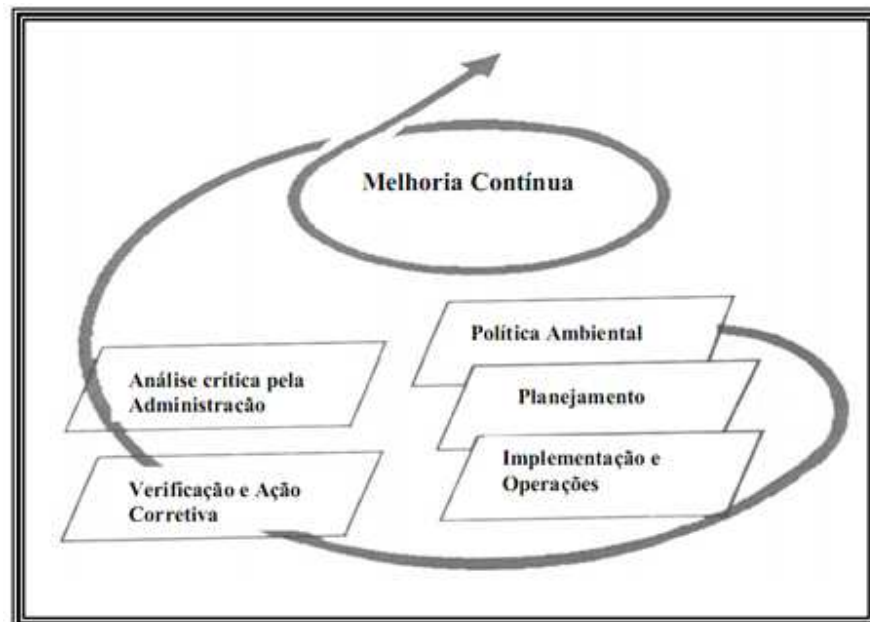 Melhoria Contínua
Política Ambiental
Planejamento
Implementação e
Operações
Verificação e Ação
Corretiva
Análise crítica pela
Administração